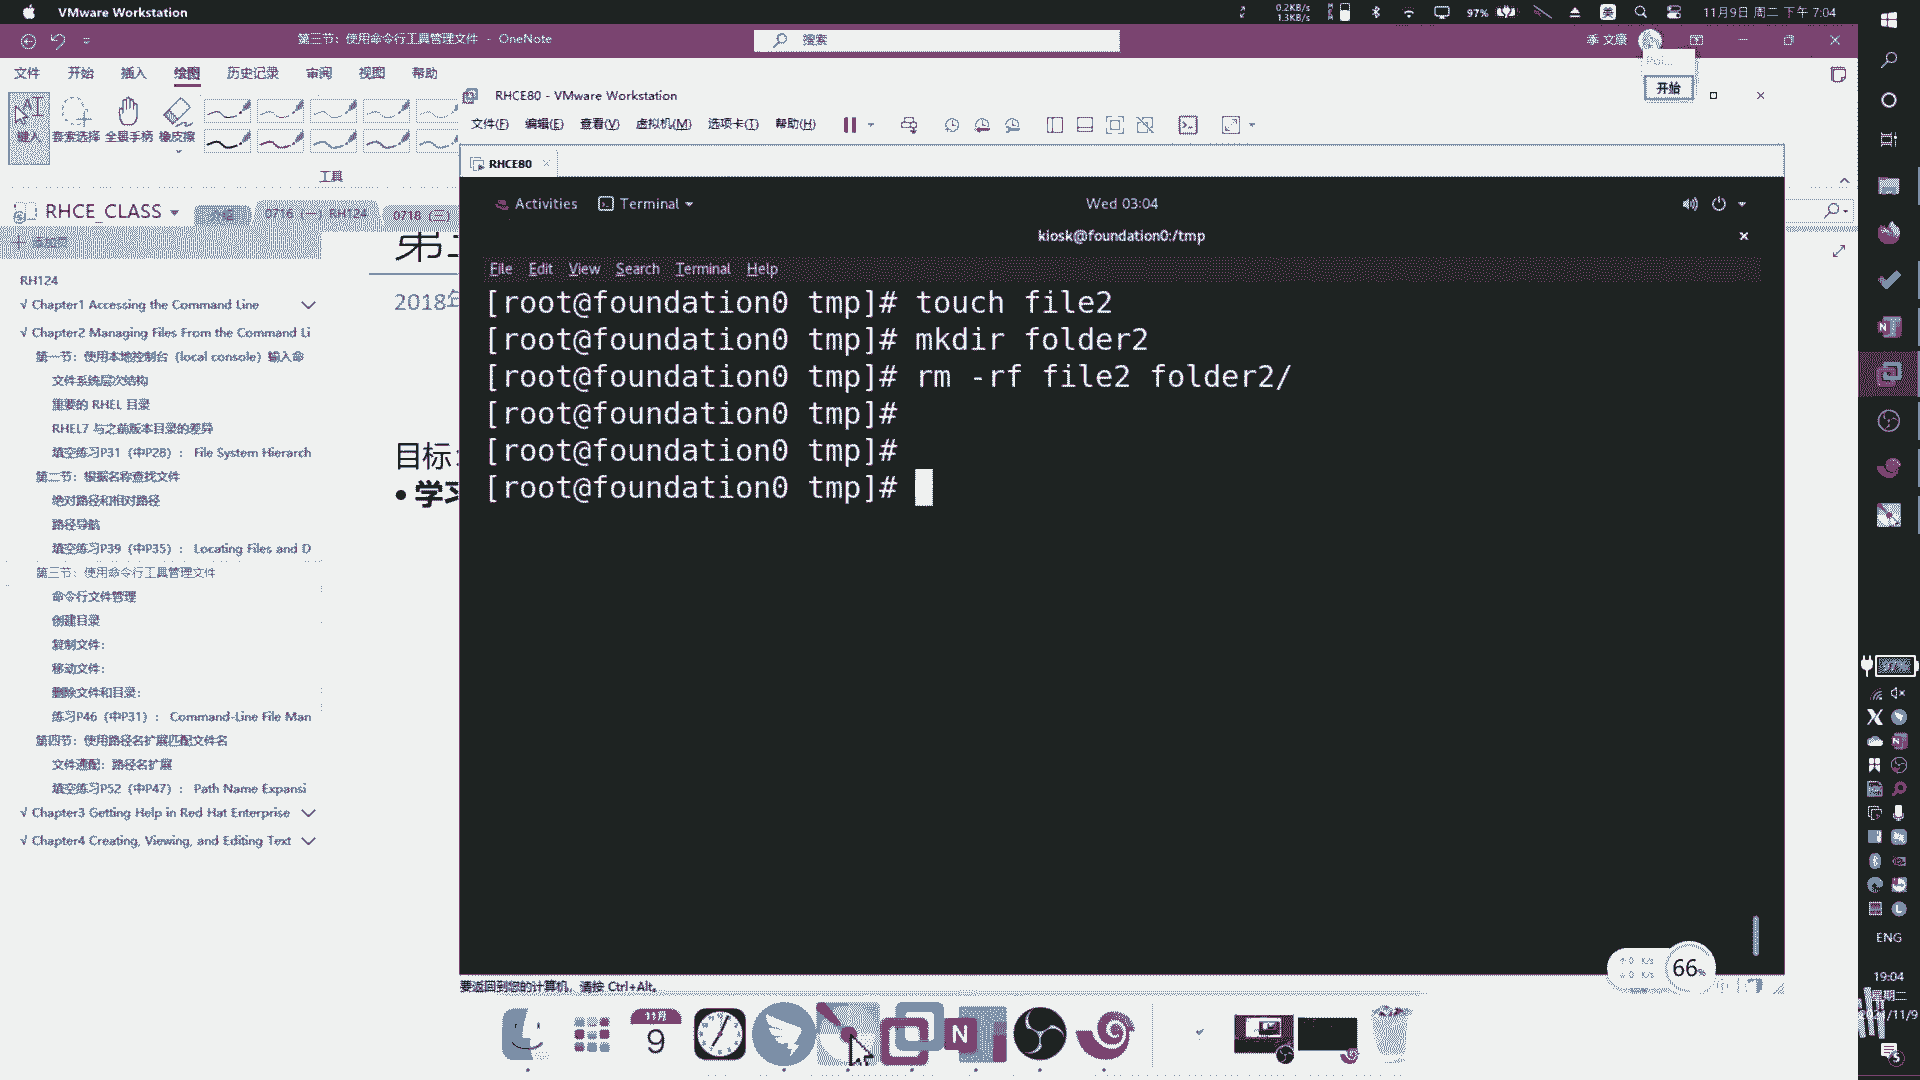 VMware Workstation
0.2KB/s
1.3KB/s
97%
美
11月9日 周二 下午 7:04
第三节：使用命令行工具管理文件 - OneNote
搜索
季 文康
文件 开始 插入 绘图 历史记录 审阅 视图 帮助
开始
键入 套索选择 全景手柄 橡皮擦
工具
RHCE80 - VMware Workstation
文件(F) 编辑(E) 查看(V) 虚拟机(M) 选项卡(T) 帮助(H)
RHCE80
RHCE_CLASS
介绍
0716 (一) RH124
0718 (二)
添加页
RH124
√ Chapter1 Accessing the Command Line
√ Chapter2 Managing Files From the Command Li
第一节：使用本地控制台（local console）输入命
文件系统层次结构
重要的 RHEL 目录
RHEL7 与之前版本目录的差异
填空练习P31（中P28）： File System Hierarch
第二节：根据名称查找文件
绝对路径和相对路径
路径导航
填空练习P39（中P35）： Locating Files and D
第三节：使用命令行工具管理文件
命令行文件管理
创建目录
复制文件：
移动文件：
删除文件和目录：
练习P46（中P31）： Command-Line File Man
第四节：使用路径名扩展匹配文件名
文件通配：路径名扩展
填空练习P52（中P47）： Path Name Expansi
√ Chapter3 Getting Help in Red Hat Enterprise
√ Chapter4 Creating, Viewing, and Editing Text
2018年
目标
• 学习
Activities Terminal
Wed 03:04
kiosk@foundation0:/tmp
File Edit View Search Terminal Help
[root@foundation0 tmp]# touch file2
[root@foundation0 tmp]# mkdir folder2
[root@foundation0 tmp]# rm -rf file2 folder2/
[root@foundation0 tmp]#
[root@foundation0 tmp]#
[root@foundation0 tmp]#
要返回到您的计算机，请按 Ctrl+Alt。
66%
11月
9
N
97%
ENG
19:04
星期二
2021/11/9
5